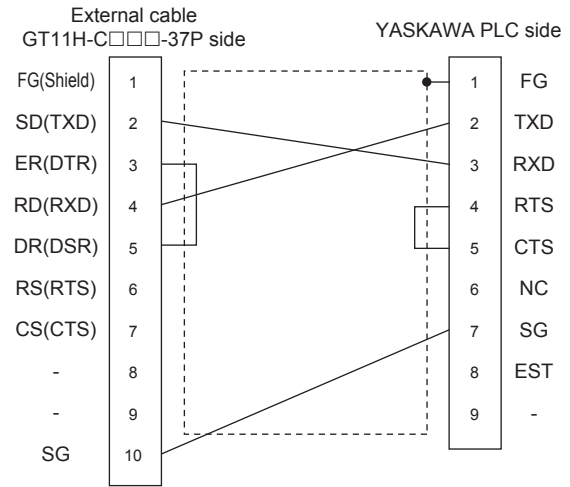 External cable
GT11H-C□□□-37P side
YASKAWA PLC side
FG(Shield) 1 1 FG
SD(TXD) 2 2 TXD
ER(DTR) 3 3 RXD
RD(RXD) 4 4 RTS
DR(DSR) 5 5 CTS
RS(RTS) 6 6 NC
CS(CTS) 7 7 SG
- 8 8 EST
- 9 9 -
SG 10